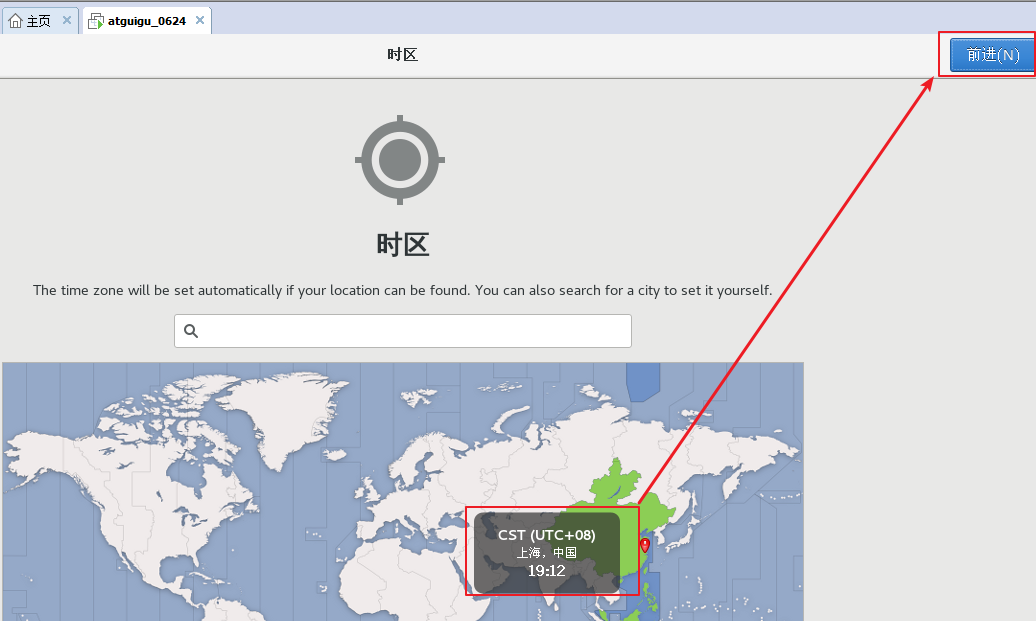 主页
atguigu_0624
时区
前进(N)
时区
The time zone will be set automatically if your location can be found. You can also search for a city to set it yourself.
CST (UTC+08)
上海, 中国
19:12